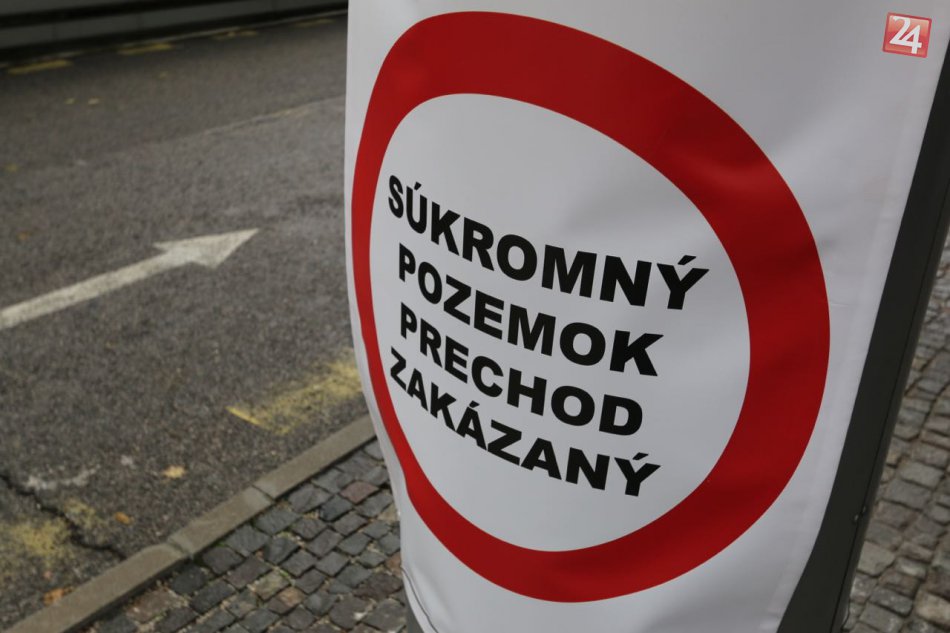 24
SÚKROMNÝ
POZEMOK
PRECHOD
ZAKÁZANÝ